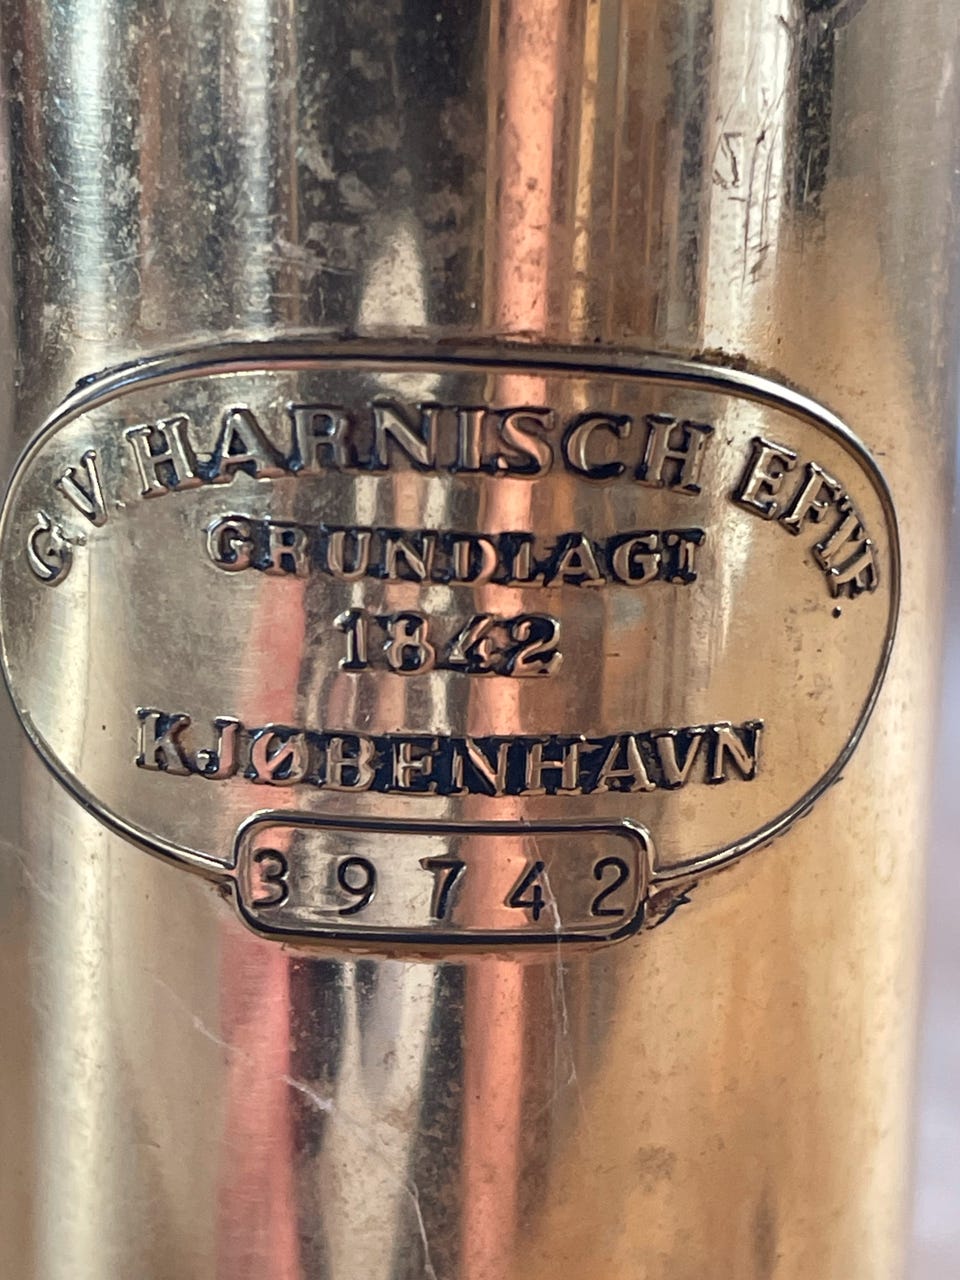 G.V. HARNISCH EFTF.
GRUNDLAGT
1842
KJØBENHAVN
39742